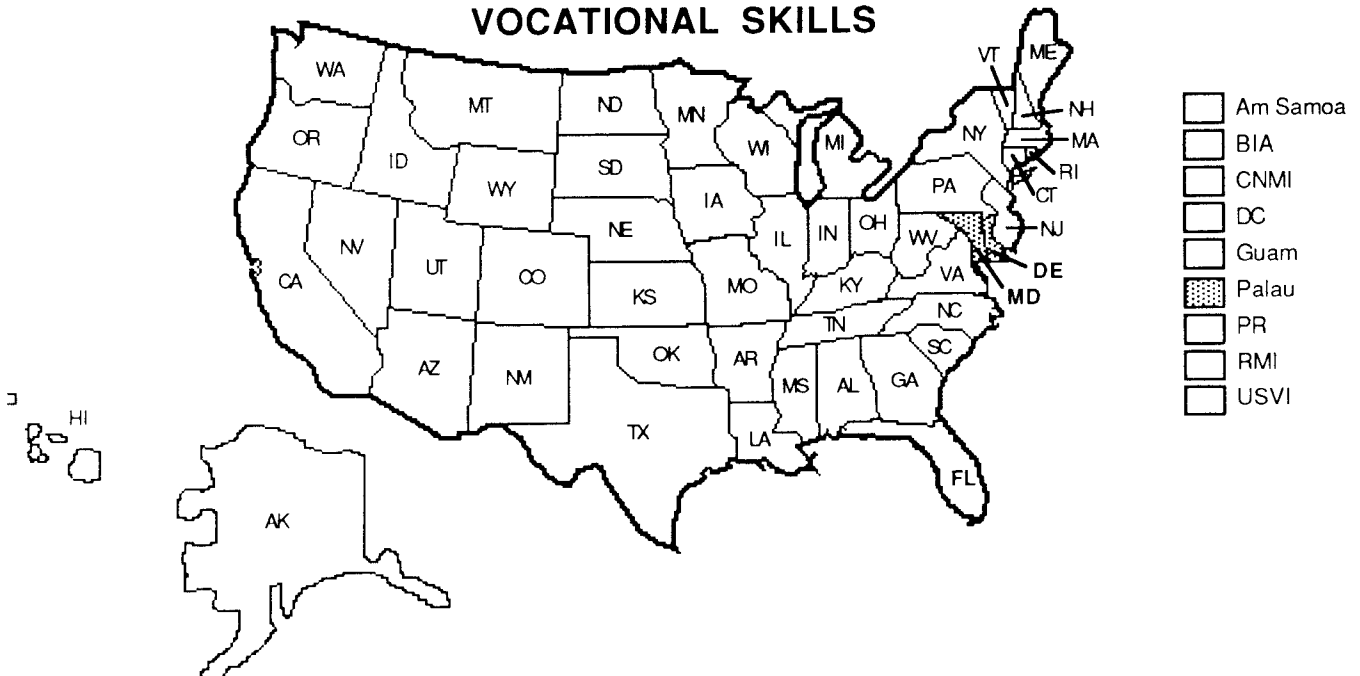 VOCATIONAL SKILLS
WA
MT
ND
MN
VT
ME
NH
MA
RI
CT
OR
ID
SD
WI
MI
NY
WY
IA
PA
NE
NV
UT
CO
IL
IN
OH
WV
NJ
DE
MD
CA
KS
MO
KY
VA
NC
TN
AZ
NM
OK
AR
SC
MS
AL
GA
TX
LA
FL
HI
AK
Am Samoa
BIA
CNMI
DC
Guam
Palau
PR
RMI
USVI